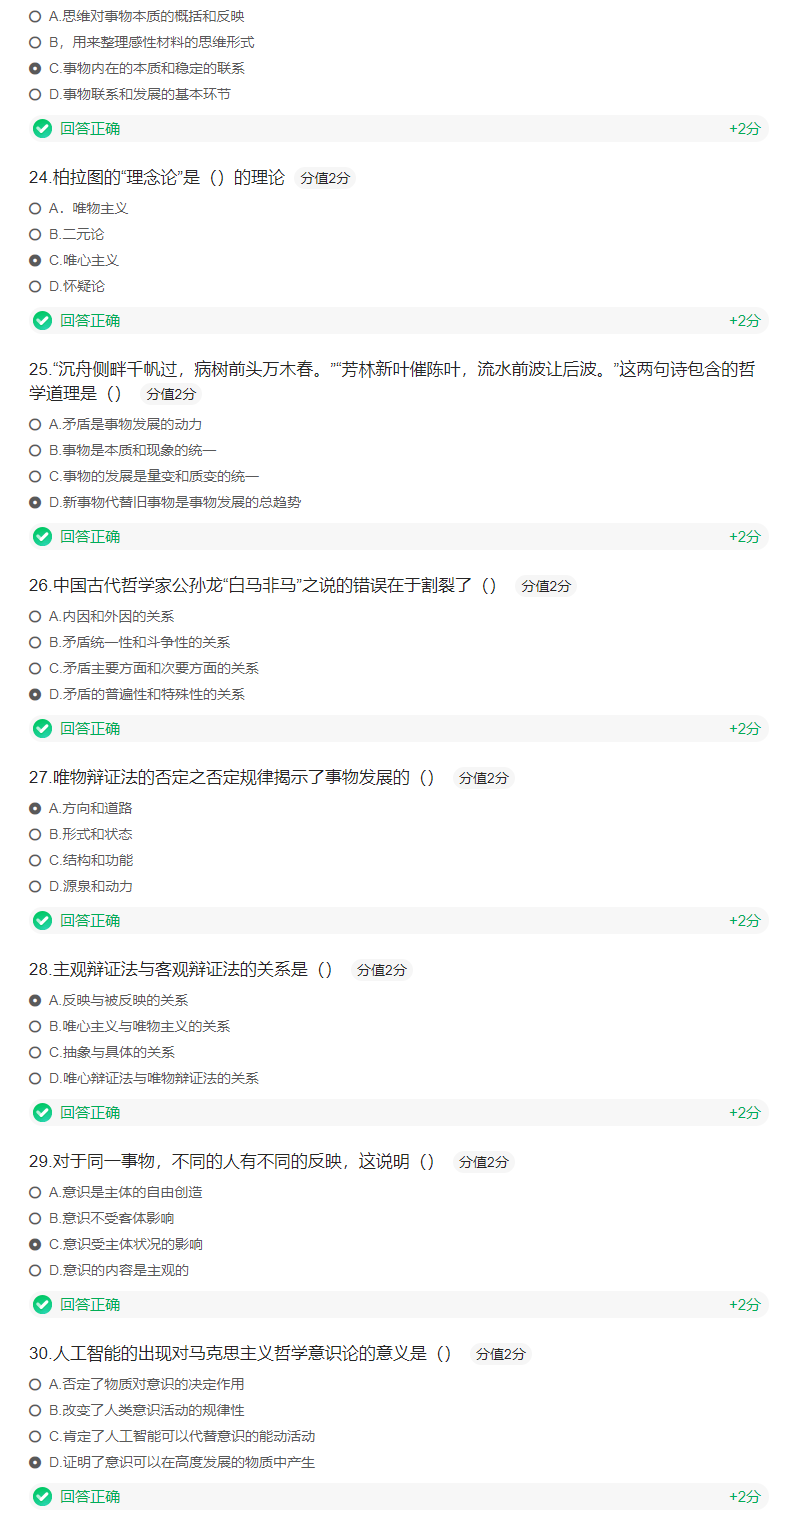 A.思维对事物本质的概括和反映
B，用来整理感性材料的思维形式
C.事物内在的本质和稳定的联系
D.事物联系和发展的基本环节
回答正确 +2分
24.柏拉图的“理念论”是（）的理论 分值2分
A．唯物主义
B.二元论
C.唯心主义
D.怀疑论
回答正确 +2分
25.“沉舟侧畔千帆过，病树前头万木春。”“芳林新叶催陈叶，流水前波让后波。”这两句诗包含的哲
学道理是（） 分值2分
A.矛盾是事物发展的动力
B.事物是本质和现象的统一
C.事物的发展是量变和质变的统一
D.新事物代替旧事物是事物发展的总趋势
回答正确 +2分
26.中国古代哲学家公孙龙“白马非马”之说的错误在于割裂了（） 分值2分
A.内因和外因的关系
B.矛盾统一性和斗争性的关系
C.矛盾主要方面和次要方面的关系
D.矛盾的普遍性和特殊性的关系
回答正确 +2分
27.唯物辩证法的否定之否定规律揭示了事物发展的（） 分值2分
A.方向和道路
B.形式和状态
C.结构和功能
D.源泉和动力
回答正确 +2分
28.主观辩证法与客观辩证法的关系是（） 分值2分
A.反映与被反映的关系
B.唯心主义与唯物主义的关系
C.抽象与具体的关系
D.唯心辩证法与唯物辩证法的关系
回答正确 +2分
29.对于同一事物，不同的人有不同的反映，这说明（） 分值2分
A.意识是主体的自由创造
B.意识不受客体影响
C.意识受主体状况的影响
D.意识的内容是主观的
回答正确 +2分
30.人工智能的出现对马克思主义哲学意识论的意义是（） 分值2分
A.否定了物质对意识的决定作用
B.改变了人类意识活动的规律性
C.肯定了人工智能可以代替意识的能动活动
D.证明了意识可以在高度发展的物质中产生
回答正确 +2分